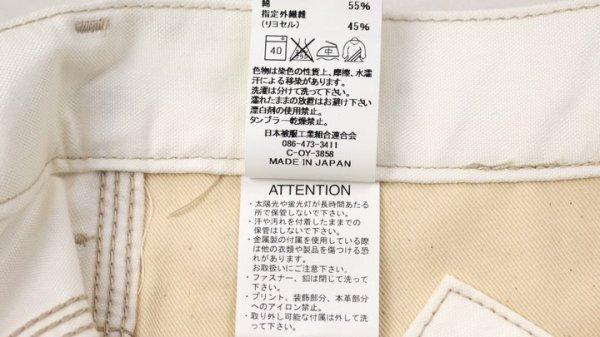 綿 55%
指定外繊維 45%
(リヨセル)
40
色物は染色の性質上、摩擦、水濡
汗による移染があります。
洗濯は分けて洗って下さい。
濡れたままの放置はお避け下さい
漂白剤の使用禁止。
タンブラー乾燥禁止。
日本被服工業組合連合会
086-473-3411
C-OY-3858
MADE IN JAPAN
ATTENTION
・太陽光や蛍光灯が長時間あたる
所で保管しないで下さい。
・汗や汚れを付着したままでの
保管はしないで下さい。
・金属製の付属を使用している際
は他の衣類や製品を傷つける恐
れがあります。
お取扱いにご注意下さい。
・ファスナー、釦は閉じて洗って
下さい。
・プリント、装飾部分、本革部分
へのアイロン禁止。
・取り外し可能な付属は外して洗
って下さい。